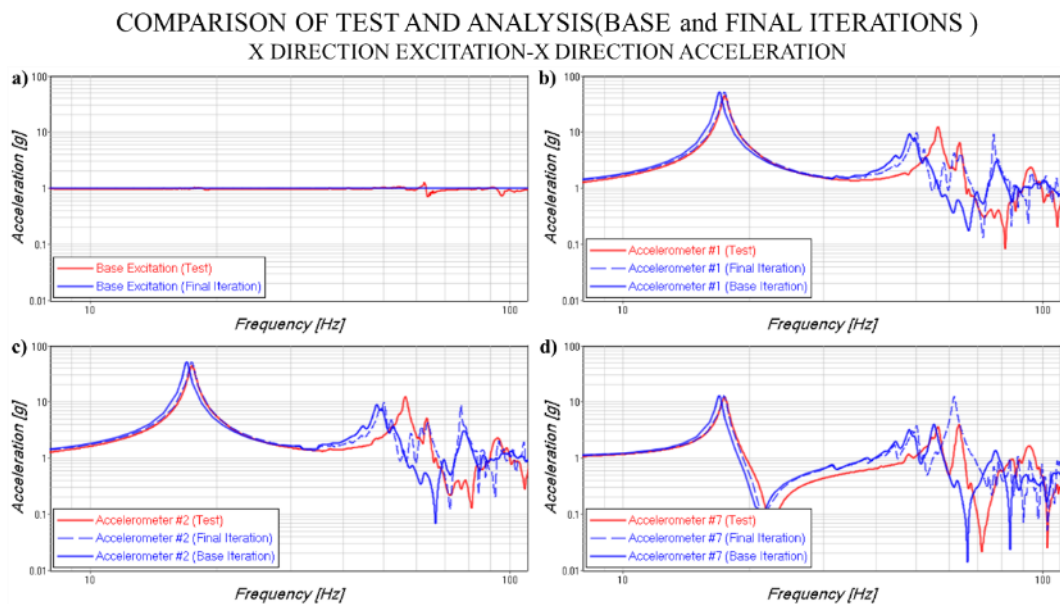 COMPARISON OF TEST AND ANALYSIS(BASE and FINAL ITERATIONS )
X DIRECTION EXCITATION-X DIRECTION ACCELERATION
a)
100
10
1
0.1
0.01
Acceleration [g]
Base Excitation (Test)
Base Excitation (Final Iteration)
10
100
Frequency [Hz]
b)
100
10
1
0.1
0.01
Acceleration [g]
Accelerometer #1 (Test)
Accelerometer #1 (Final Iteration)
Accelerometer #1 (Base Iteration)
10
100
Frequency [Hz]
c)
100
10
1
0.1
0.01
Acceleration [g]
Accelerometer #2 (Test)
Accelerometer #2 (Final Iteration)
Accelerometer #2 (Base Iteration)
10
100
Frequency [Hz]
d)
100
10
1
0.1
0.01
Acceleration [g]
Accelerometer #7 (Test)
Accelerometer #7 (Final Iteration)
Accelerometer #7 (Base Iteration)
10
100
Frequency [Hz]